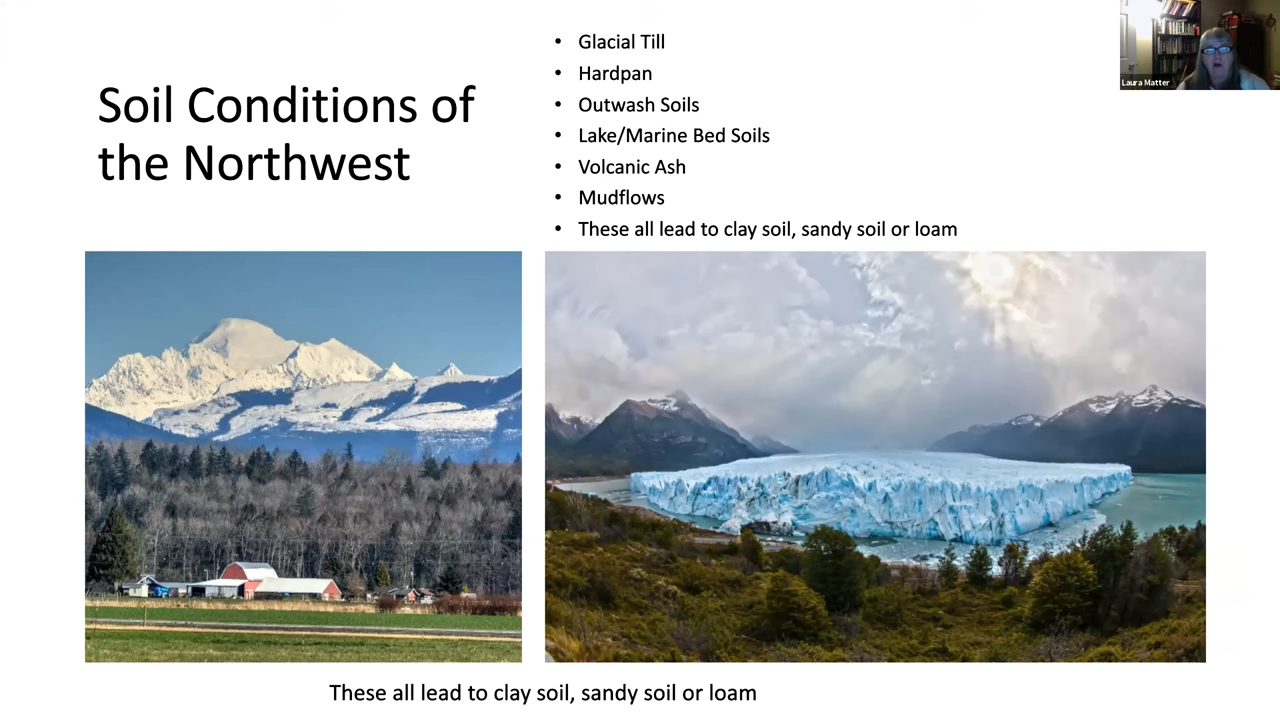 Soil Conditions of
the Northwest
• Glacial Till
• Hardpan
• Outwash Soils
• Lake/Marine Bed Soils
• Volcanic Ash
• Mudflows
• These all lead to clay soil, sandy soil or loam
Laura Matter
These all lead to clay soil, sandy soil or loam